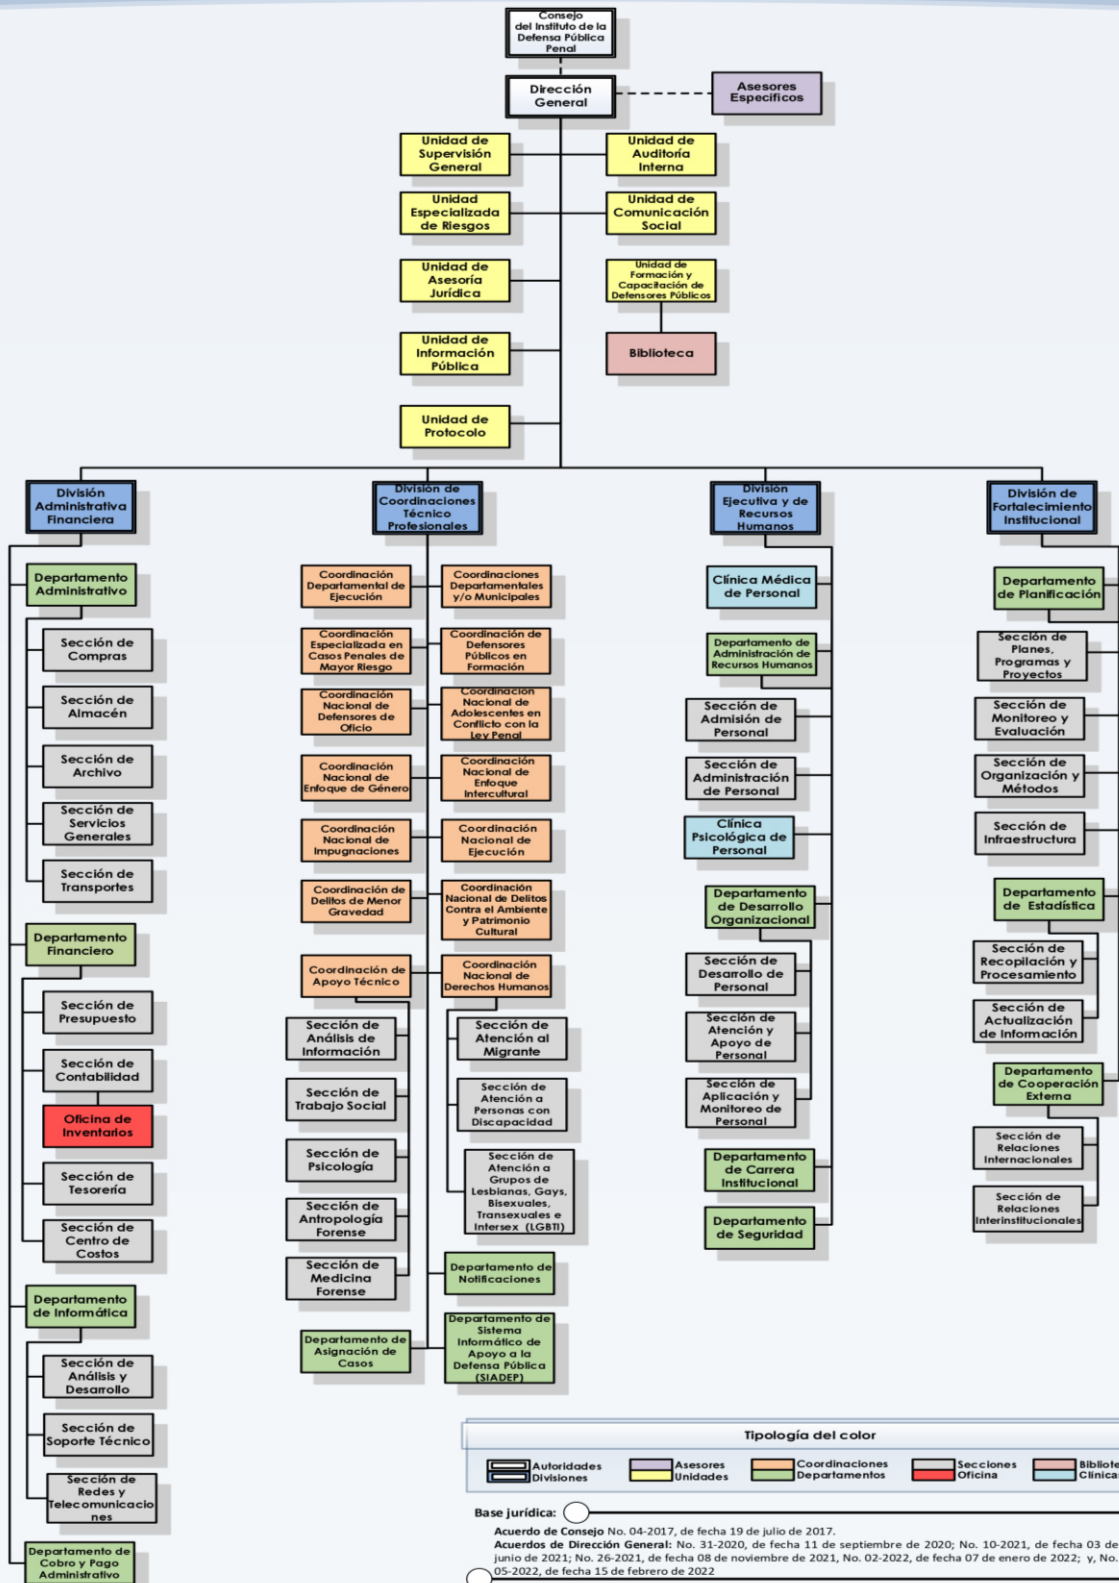 Consejo
del Instituto de la
Defensa Pública
Penal
Dirección
General
Asesores
Específicos
Unidad de
Supervisión
General
Unidad de
Auditoría
Interna
Unidad
Especializada
de Riesgos
Unidad de
Comunicación
Social
Unidad de
Asesoría
Jurídica
Unidad de
Formación y
Capacitación de
Defensores Públicos
Unidad de
Información
Pública
Biblioteca
Unidad de
Protocolo
División
Administrativa
Financiera
Departamento
Administrativo
Sección de
Compras
Sección de
Almacén
Sección de
Archivo
Sección de
Servicios
Generales
Sección de
Transportes
Departamento
Financiero
Sección de
Presupuesto
Sección de
Contabilidad
Oficina de
Inventarios
Sección de
Tesorería
Sección de
Centro de
Costos
Departamento
de Informática
Sección de
Análisis y
Desarrollo
Sección de
Soporte Técnico
Sección de
Redes y
Telecomunicacio
nes
Departamento de
Cobro y Pago
Administrativo
División de
Coordinaciones
Técnico
Profesionales
Coordinación
Departamental de
Ejecución
Coordinaciones
Departamentales
y/o Municipales
Coordinación
Especializada en
Casos Penales de
Mayor Riesgo
Coordinación de
Defensores
Públicos en
Formación
Coordinación
Nacional de
Defensores de
Oficio
Coordinación
Nacional de
Adolescentes en
Conflicto con la
Ley Penal
Coordinación
Nacional de
Enfoque de Género
Coordinación
Nacional de
Enfoque
Intercultural
Coordinación
Nacional de
Impugnaciones
Coordinación
Nacional de
Ejecución
Coordinación de
Delitos de Menor
Gravedad
Coordinación
Nacional de Delitos
Contra el Ambiente
y Patrimonio
Cultural
Coordinación de
Apoyo Técnico
Coordinación
Nacional de
Derechos Humanos
Sección de
Análisis de
Información
Sección de
Atención al
Migrante
Sección de
Trabajo Social
Sección de
Atención a
Personas con
Discapacidad
Sección de
Psicología
Sección de
Atención a
Grupos de
Lesbianas, Gays,
Bisexuales,
Transexuales e
Intersex (LGBTI)
Sección de
Antropología
Forense
Sección de
Medicina
Forense
Departamento de
Notificaciones
Departamento de
Asignación de
Casos
Departamento de
Sistema
Informático de
Apoyo a la
Defensa Pública
(SIADEP)
División
Ejecutiva y de
Recursos
Humanos
Clínica Médica
de Personal
Departamento de
Administración de
Recursos Humanos
Sección de
Admisión de
Personal
Sección de
Administración
de Personal
Clínica
Psicológica de
Personal
Departamento
de Desarrollo
Organizacional
Sección de
Desarrollo de
Personal
Sección de
Atención y
Apoyo de
Personal
Sección de
Aplicación y
Monitoreo de
Personal
Departamento
de Carrera
Institucional
Departamento
de Seguridad
División de
Fortalecimiento
Institucional
Departamento
de Planificación
Sección de
Planes,
Programas y
Proyectos
Sección de
Monitoreo y
Evaluación
Sección de
Organización y
Métodos
Sección de
Infraestructura
Departamento
de Estadística
Sección de
Recopilación y
Procesamiento
Sección de
Actualización
de Información
Departamento
de Cooperación
Externa
Sección de
Relaciones
Internacionales
Sección de
Relaciones
Interinstitucionales
Tipología del color
Autoridades
Divisiones
Asesores
Unidades
Coordinaciones
Departamentos
Secciones
Oficina
Bibliote
Clínica
Base jurídica:
Acuerdo de Consejo No. 04-2017, de fecha 19 de julio de 2017.
Acuerdos de Dirección General: No. 31-2020, de fecha 11 de septiembre de 2020; No. 10-2021, de fecha 03 de
junio de 2021; No. 26-2021, de fecha 08 de noviembre de 2021, No. 02-2022, de fecha 07 de enero de 2022; y, No.
05-2022, de fecha 15 de febrero de 2022